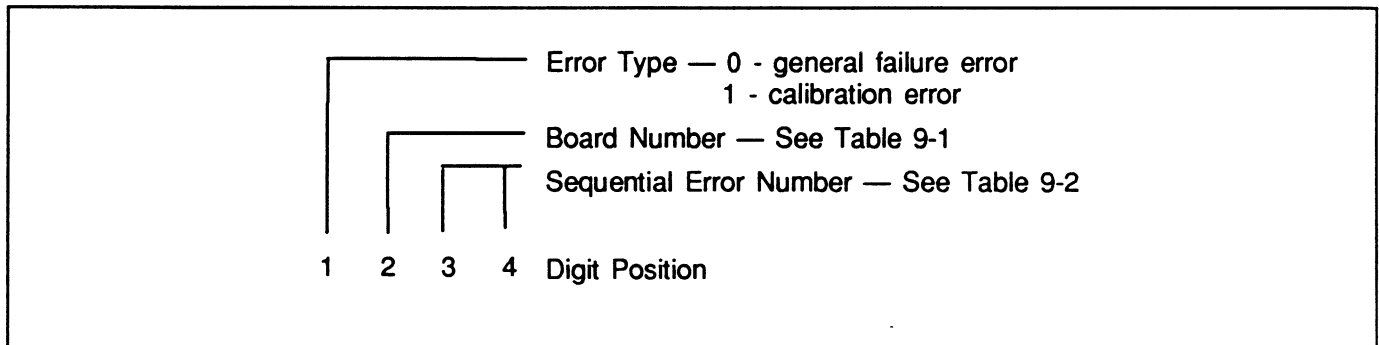 Error Type — 0 - general failure error
1 - calibration error
Board Number — See Table 9-1
Sequential Error Number — See Table 9-2
1 2 3 4 Digit Position